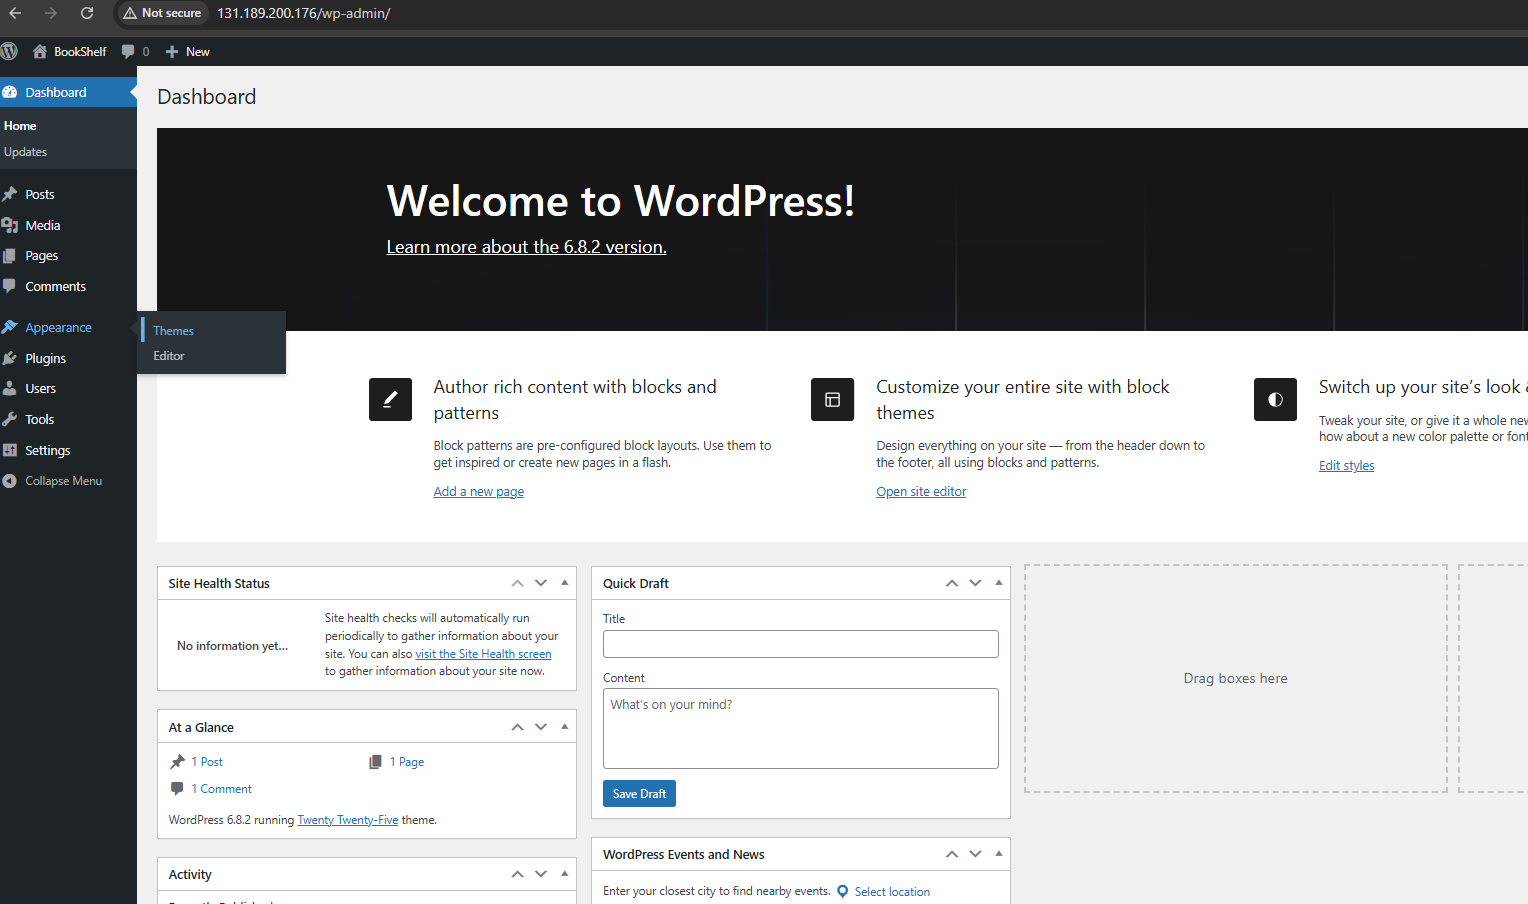 Not secure 131.189.200.176/wp-admin/
BookShelf 0 New
Dashboard
Home
Updates
Posts
Media
Pages
Comments
Appearance
Plugins
Users
Tools
Settings
Collapse Menu
Themes
Editor
Dashboard
Welcome to WordPress!
Learn more about the 6.8.2 version.
Author rich content with blocks and
patterns
Block patterns are pre-configured block layouts. Use them to
get inspired or create new pages in a flash.
Add a new page
Customize your entire site with block
themes
Design everything on your site — from the header down to
the footer, all using blocks and patterns.
Open site editor
Switch up your site’s look
Tweak your site, or give it a whole new
how about a new color palette or font
Edit styles
Site Health Status
No information yet...
Site health checks will automatically run
periodically to gather information about your
site. You can also visit the Site Health screen
to gather information about your site now.
At a Glance
1 Post
1 Page
1 Comment
WordPress 6.8.2 running Twenty Twenty-Five theme.
Activity
Quick Draft
Title
Content
What's on your mind?
Save Draft
WordPress Events and News
Enter your closest city to find nearby events. Select location
Drag boxes here